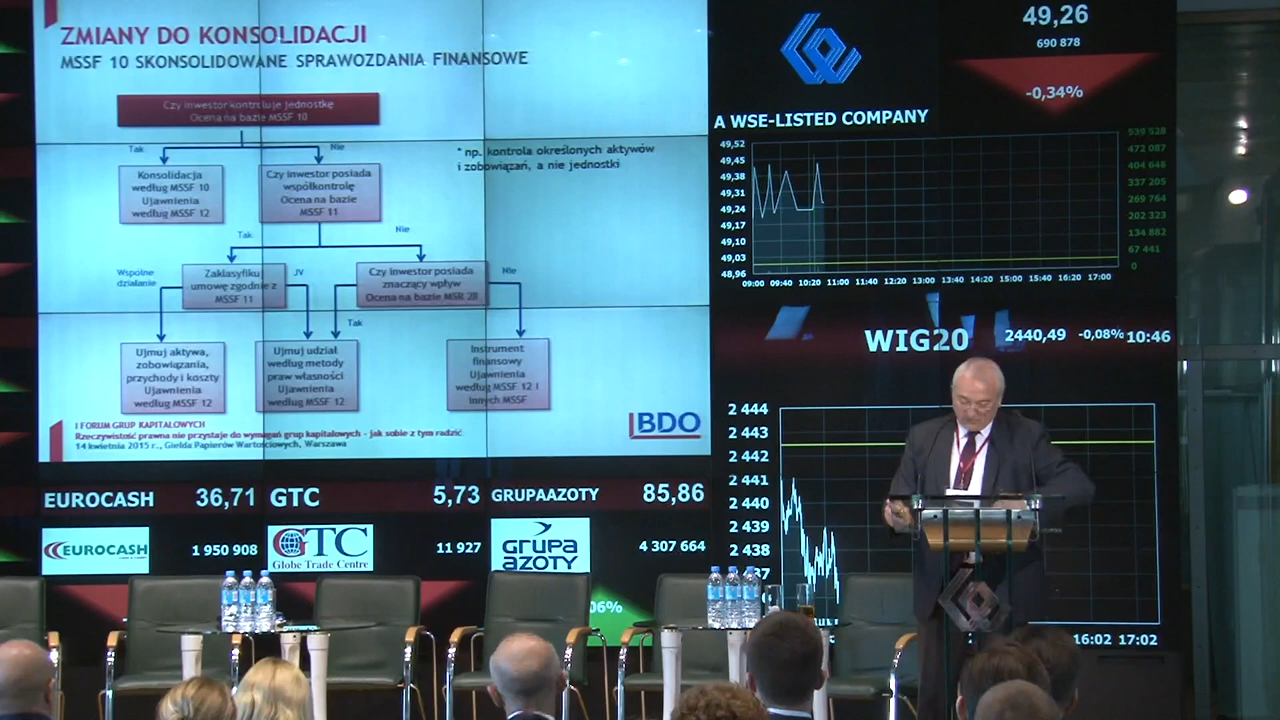 ZMIANY DO KONSOLIDACJI
MSSF 10 SKONSOLIDOWANE SPRAWOZDANIA FINANSOWE
Czy inwestor kontroluje jednostkę
Ocena na bazie MSSF 10
Tak
Nie
* np. kontrola określonych aktywów
i zobowiązań, a nie jednostki
Konsolidacja
według MSSF 10
Ujawnienia
według MSSF 12
Czy inwestor posiada
współkontrolę
Ocena na bazie
MSSF 11
Tak
Nie
Wspólne
działanie
Zaklasyfikuj
umowę zgodnie z
MSSF 11
JV
Czy inwestor posiada
znaczący wpływ
Ocena na bazie MSR 28
Nie
Tak
Ujmuj aktywa,
zobowiązania,
przychody i koszty
Ujawnienia
według MSSF 12
Ujmuj udział
według metody
praw własności
Ujawnienia
według MSSF 12
Instrument
finansowy
Ujawnienia
według MSSF 12 i
innych MSSF
I FORUM GRUP KAPITAŁOWYCH
Rzeczywistość prawna nie przystaje do wymagań grup kapitałowych - jak sobie z tym radzić
14 kwietnia 2015 r., Giełda Papierów Wartościowych, Warszawa
BDO
EUROCASH 36,71
GTC 5,73
GRUPAAZOTY 85,86
EUROCASH
1 950 908
GTC
Globe Trade Centre
11 927
GRUPA
AZOTY
4 307 664
06%
49,26
690 878
-0,34%
A WSE-LISTED COMPANY
49,52
49,45
49,38
49,31
49,24
49,17
49,10
49,03
48,96
539 528
472 087
404 646
337 205
269 764
202 323
134 882
67 441
0
09:00 09:40 10:20 11:00 11:40 12:20 13:00 13:40 14:20 15:00 15:40 16:20 17:00
WIG20 2440,49 -0,08% 10:46
2 444
2 443
2 442
2 441
2 440
2 439
2 438
16:02 17:02